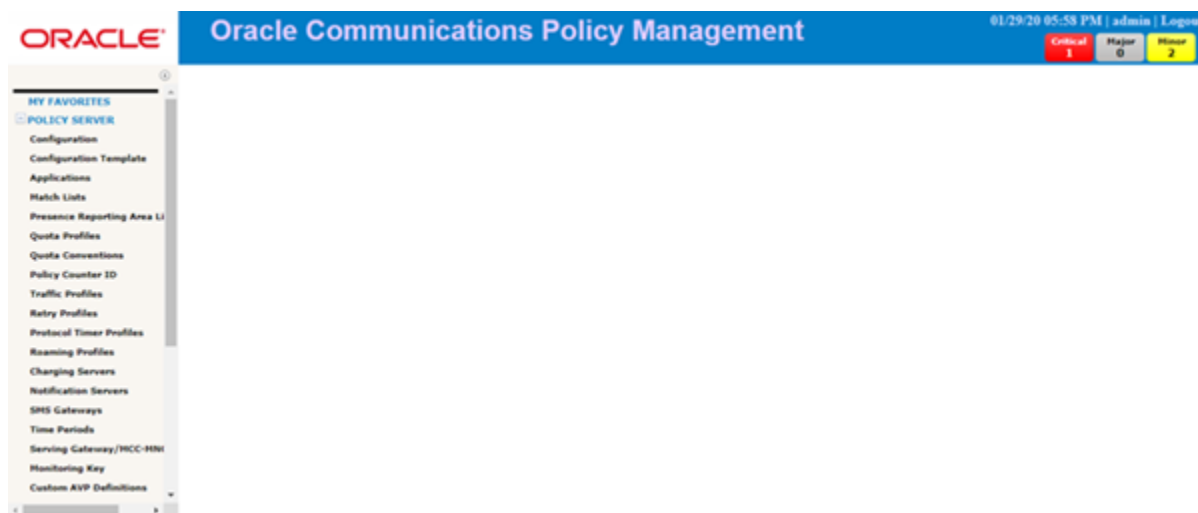 ORACLE®
Oracle Communications Policy Management
01/29/20 05:58 PM | admin | Logou
Critical
1
Major
0
Minor
2
MY FAVORITES
POLICY SERVER
Configuration
Configuration Template
Applications
Match Lists
Presence Reporting Area Li
Quota Profiles
Quota Conventions
Policy Counter ID
Traffic Profiles
Retry Profiles
Protocol Timer Profiles
Roaming Profiles
Charging Servers
Notification Servers
SMS Gateways
Time Periods
Serving Gateway/MCC-MN
Monitoring Key
Custom AVP Definitions